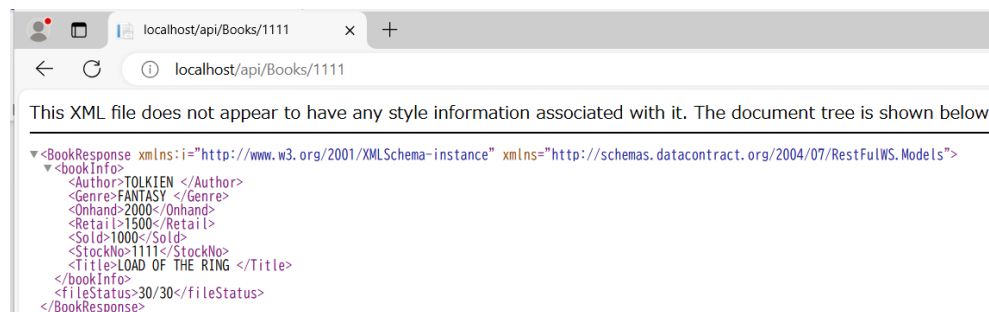 localhost/api/Books/1111
localhost/api/Books/1111
This XML file does not appear to have any style information associated with it. The document tree is shown below
▼<BookResponse xmlns:i="http://www.w3.org/2001/XMLSchema-instance" xmlns="http://schemas.datacontract.org/2004/07/RestFulWS.Models">
▼<bookInfo>
<Author>TOLKIEN </Author>
<Genre>FANTASY </Genre>
<Onhand>2000</Onhand>
<Retail>1500</Retail>
<Sold>1000</Sold>
<StockNo>1111</StockNo>
<Title>LOAD OF THE RING </Title>
</bookInfo>
<fileStatus>30/30</fileStatus>
</BookResponse>